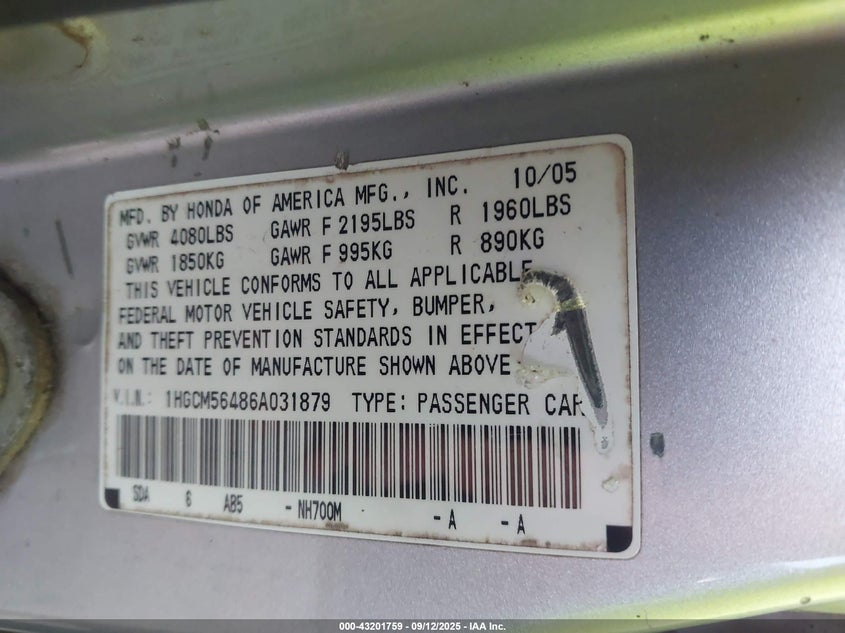 MFD. BY HONDA OF AMERICA MFG., INC. 10/05
GVWR 4080LBS GAWR F 2195LBS R 1960LBS
GVWR 1850KG GAWR F 995KG R 890KG
THIS VEHICLE CONFORMS TO ALL APPLICABLE
FEDERAL MOTOR VEHICLE SAFETY, BUMPER,
AND THEFT PREVENTION STANDARDS IN EFFECT
ON THE DATE OF MANUFACTURE SHOWN ABOVE.
V.I.N.: 1HGCM56486A031879 TYPE: PASSENGER CAR
SDA 6 AB5 - NH700M - A - A
000-43201759 - 09/12/2025 - IAA Inc.